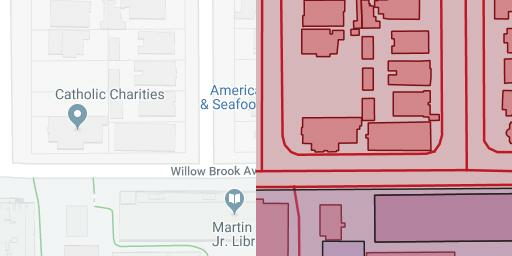 Catholic Charities
America
& Seafoo
Willow Brook Av
Martin
Jr. Libr